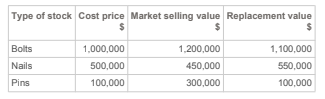 Type of stock Cost price Market selling value Replacement value
$ $ $
Bolts 1,000,000 1,200,000 1,100,000
Nails 500,000 450,000 550,000
Pins 100,000 300,000 100,000